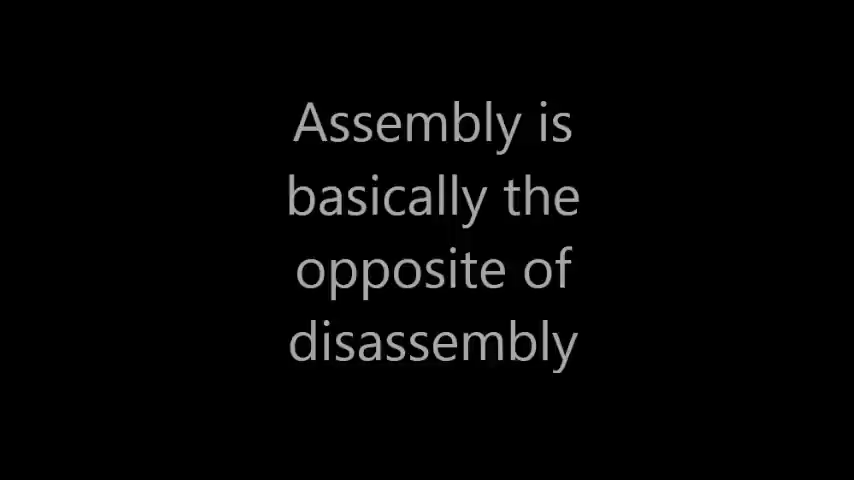 Assembly is
basically the
opposite of
disassembly